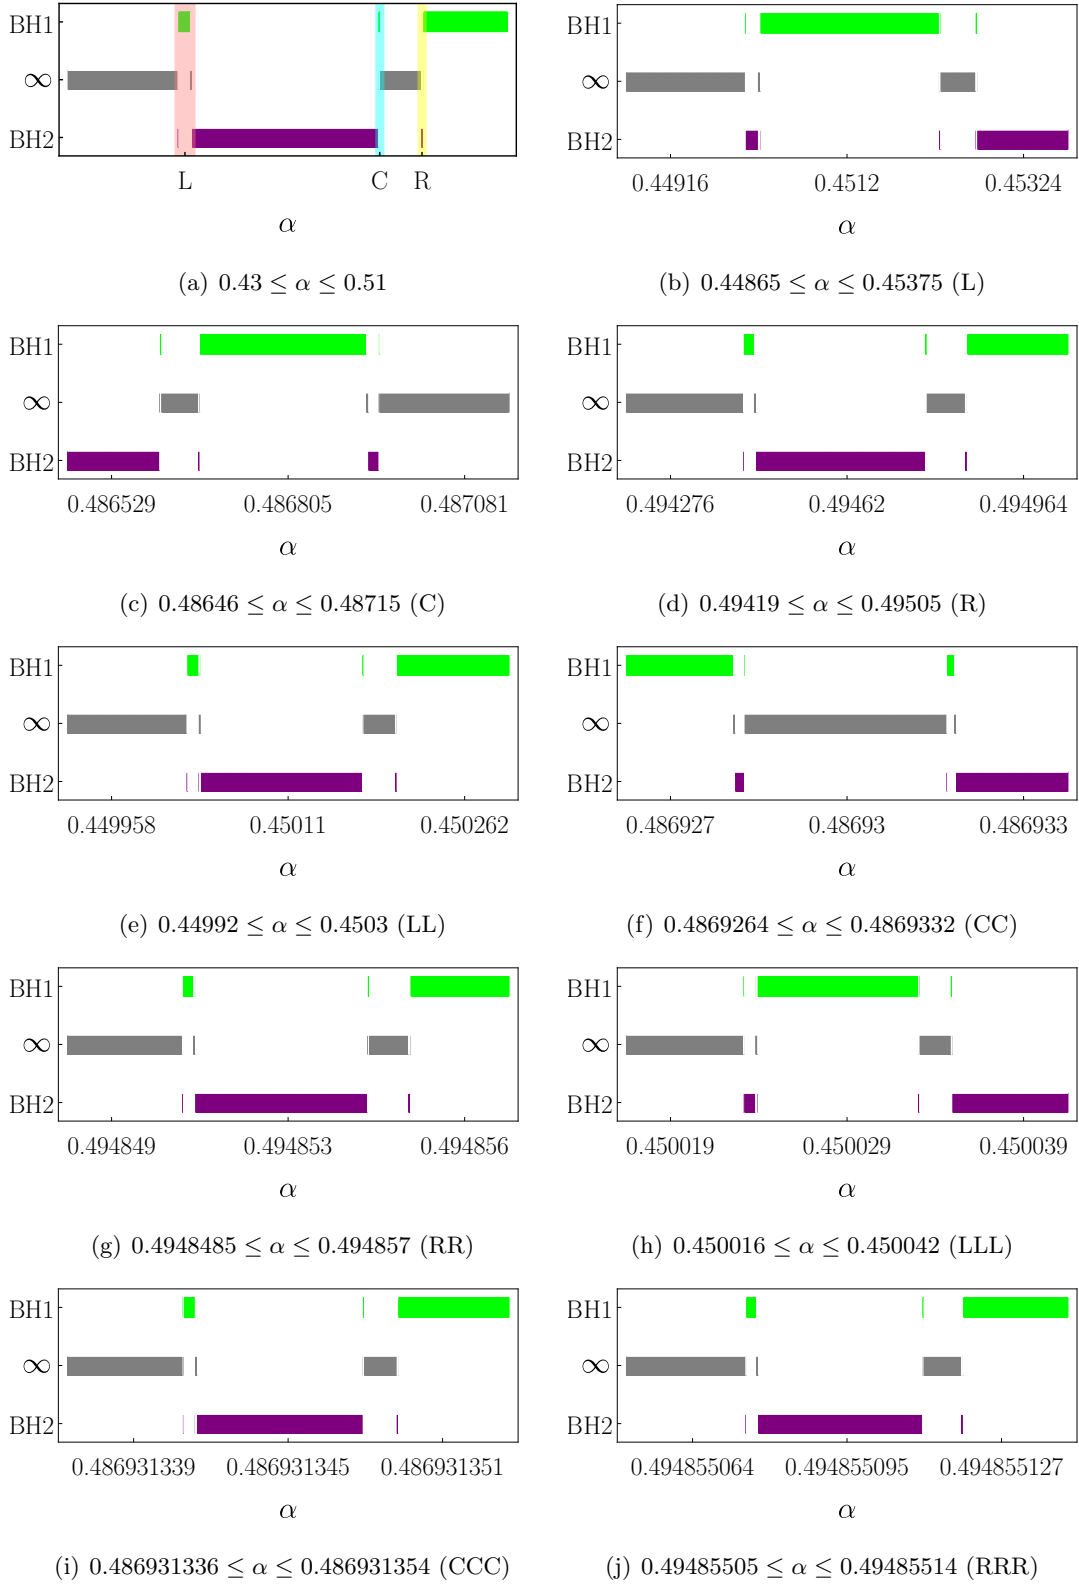 BH1
∞
BH2
L C R
α
(a) 0.43 ≤ α ≤ 0.51
BH1
∞
BH2
0.44916 0.4512 0.45324
α
(b) 0.44865 ≤ α ≤ 0.45375 (L)
BH1
∞
BH2
0.486529 0.486805 0.487081
α
(c) 0.48646 ≤ α ≤ 0.48715 (C)
BH1
∞
BH2
0.494276 0.49462 0.494964
α
(d) 0.49419 ≤ α ≤ 0.49505 (R)
BH1
∞
BH2
0.449958 0.45011 0.450262
α
(e) 0.44992 ≤ α ≤ 0.4503 (LL)
BH1
∞
BH2
0.486927 0.48693 0.486933
α
(f) 0.4869264 ≤ α ≤ 0.4869332 (CC)
BH1
∞
BH2
0.494849 0.494853 0.494856
α
(g) 0.4948485 ≤ α ≤ 0.494857 (RR)
BH1
∞
BH2
0.450019 0.450029 0.450039
α
(h) 0.450016 ≤ α ≤ 0.450042 (LLL)
BH1
∞
BH2
0.486931339 0.486931345 0.486931351
α
(i) 0.486931336 ≤ α ≤ 0.486931354 (CCC)
BH1
∞
BH2
0.494855064 0.494855095 0.494855127
α
(j) 0.49485505 ≤ α ≤ 0.49485514 (RRR)